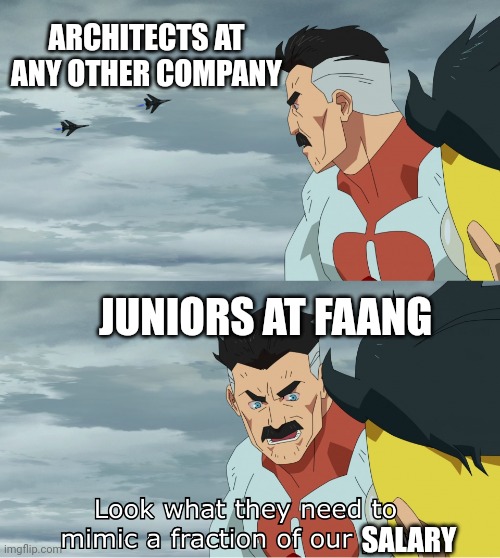 ARCHITECTS AT
ANY OTHER COMPANY
JUNIORS AT FAANG
Look what they need to
mimic a fraction of our SALARY
imgflip.com